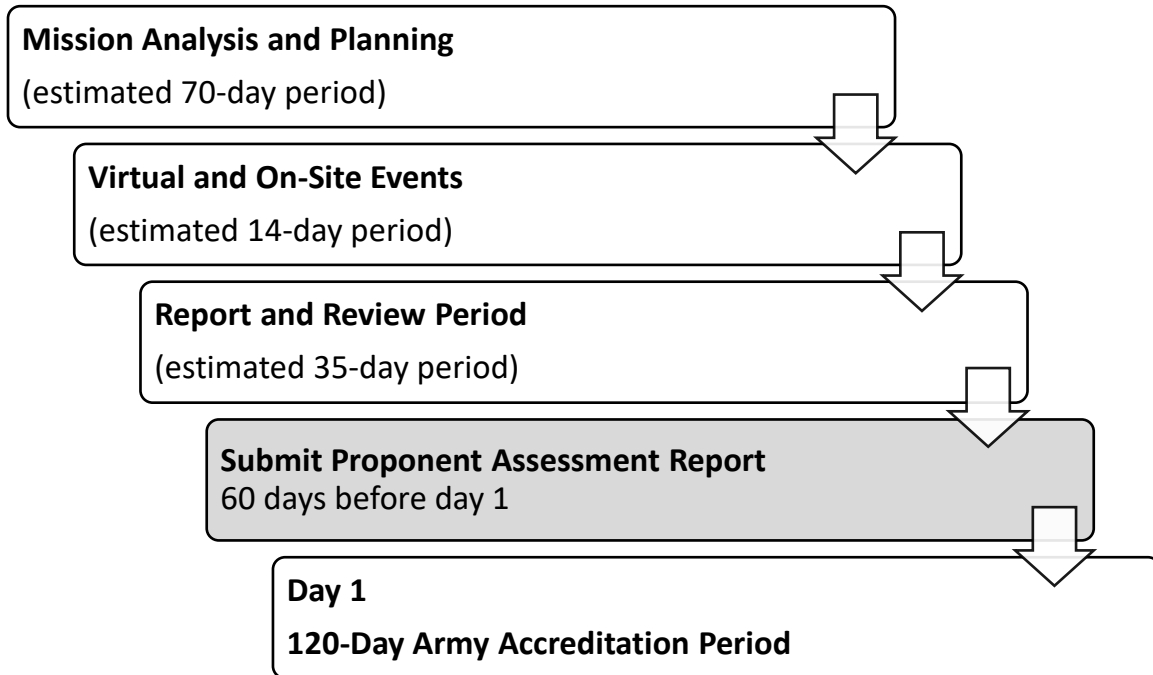 Mission Analysis and Planning
(estimated 70-day period)
Virtual and On-Site Events
(estimated 14-day period)
Report and Review Period
(estimated 35-day period)
Submit Proponent Assessment Report
60 days before day 1
Day 1
120-Day Army Accreditation Period